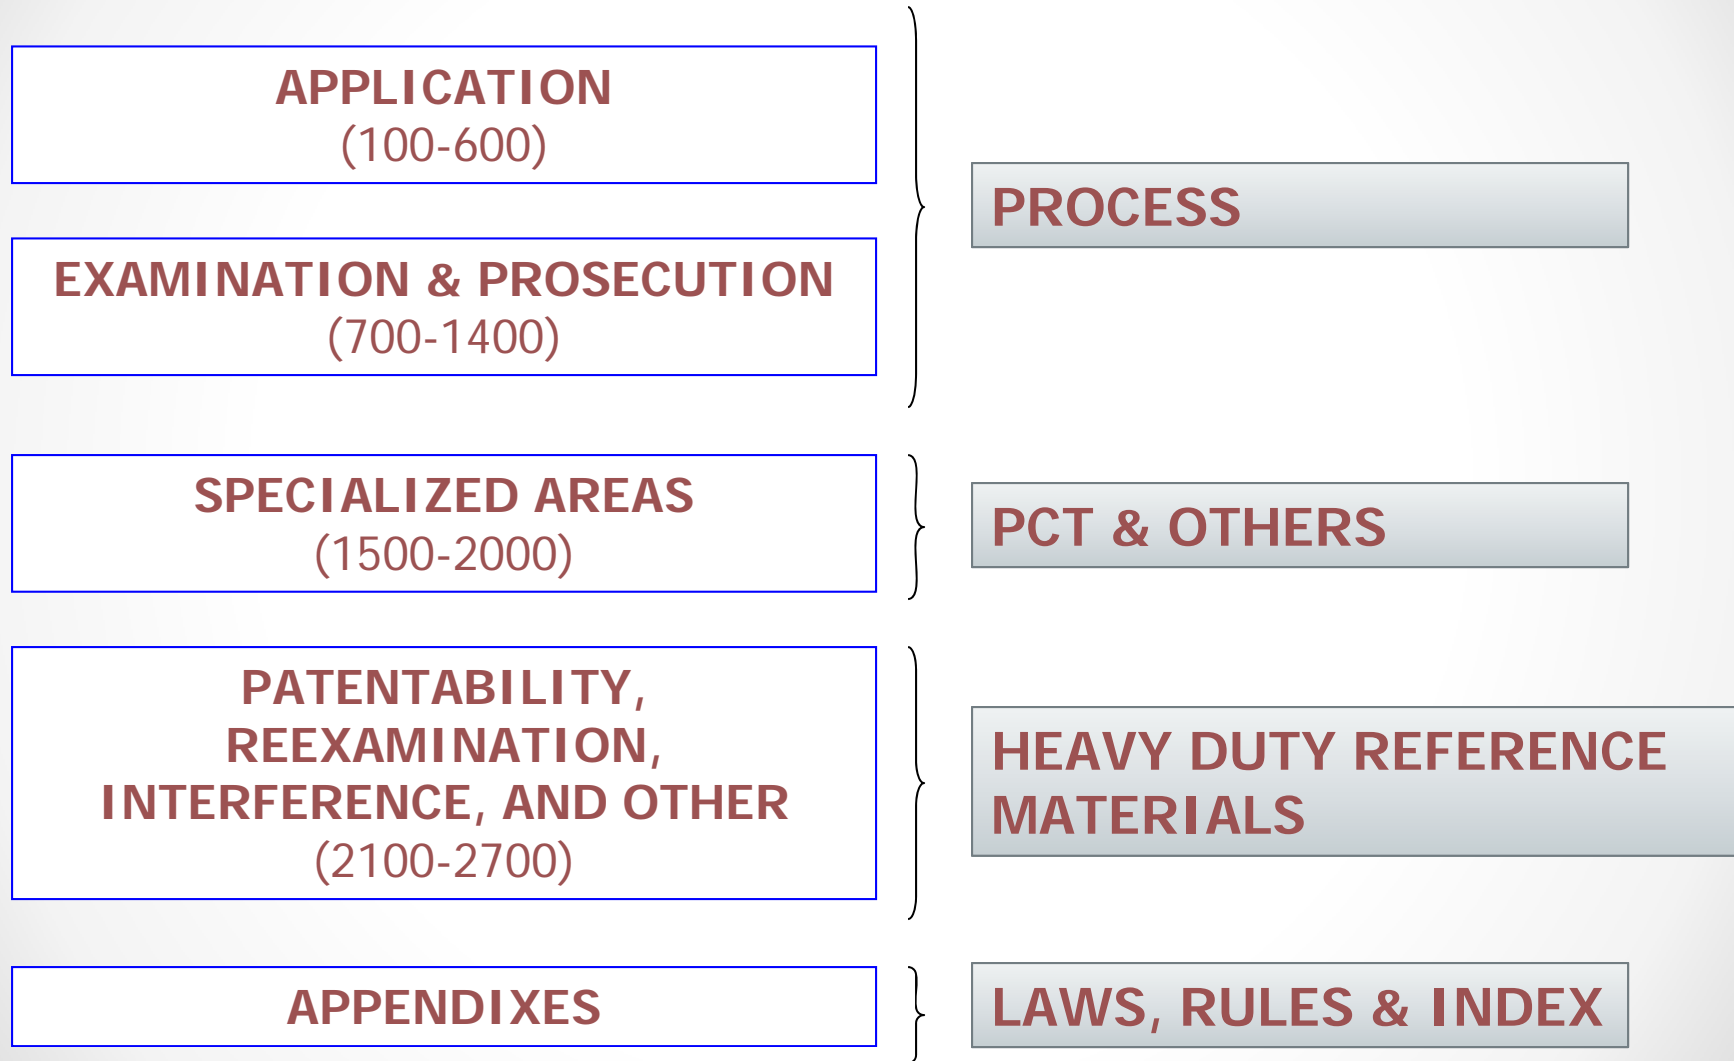 APPLICATION
(100-600)
EXAMINATION & PROSECUTION
(700-1400)
PROCESS
SPECIALIZED AREAS
(1500-2000)
PCT & OTHERS
PATENTABILITY,
REEXAMINATION,
INTERFERENCE, AND OTHER
(2100-2700)
HEAVY DUTY REFERENCE
MATERIALS
APPENDIXES
LAWS, RULES & INDEX